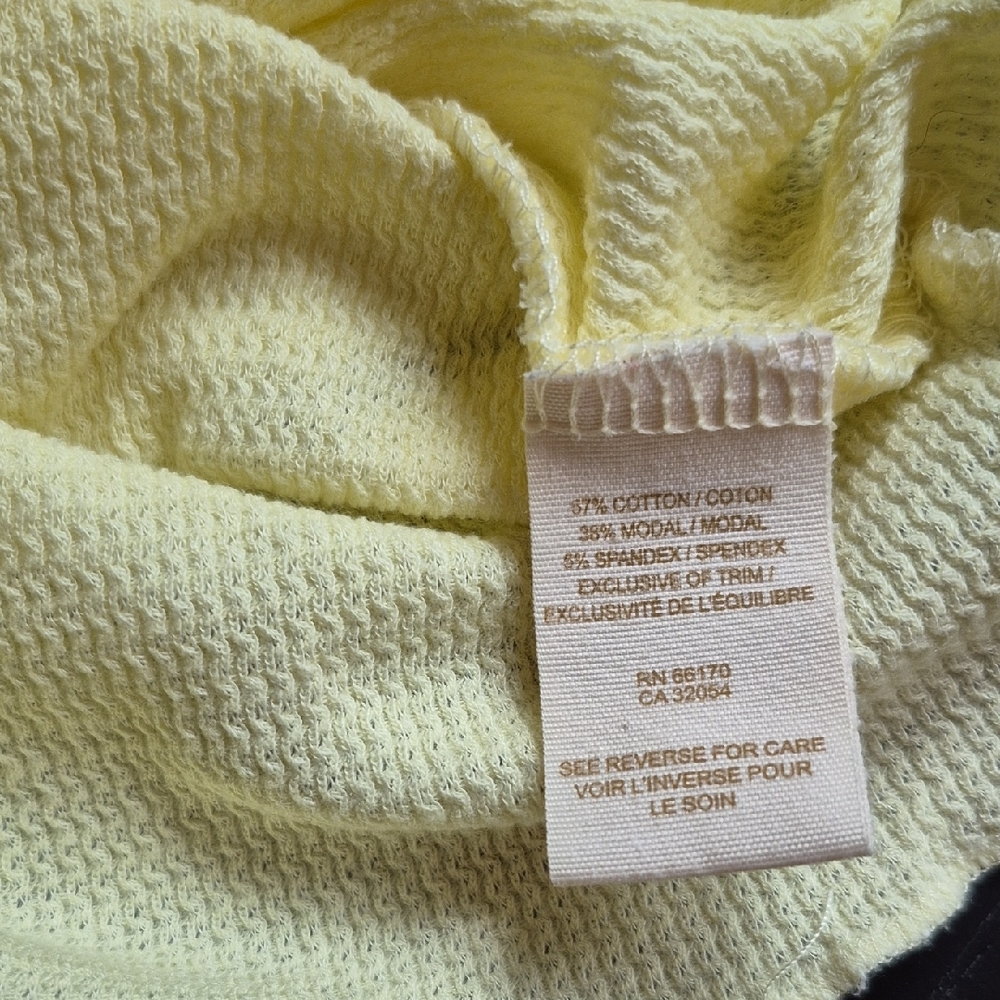 57% COTTON / COTON
38% MODAL / MODAL
5% SPANDEX / SPENDEX
EXCLUSIVE OF TRIM /
EXCLUSIVITÉ DE L'ÉQUILIBRE
RN 66170
CA 32054
SEE REVERSE FOR CARE
VOIR L'INVERSE POUR
LE SOIN